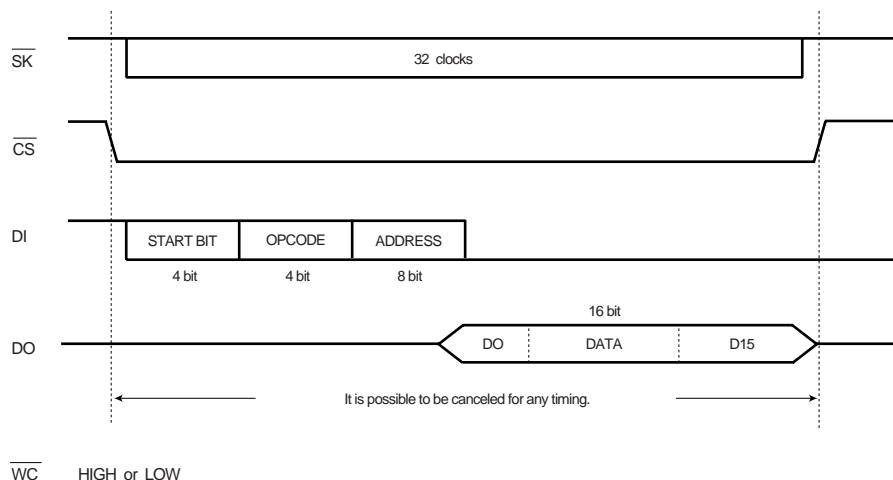 SK
32 clocks
CS
DI
START BIT
OPCODE
ADDRESS
4 bit
4 bit
8 bit
16 bit
DO
DO
DATA
D15
It is possible to be canceled for any timing.
WC HIGH or LOW